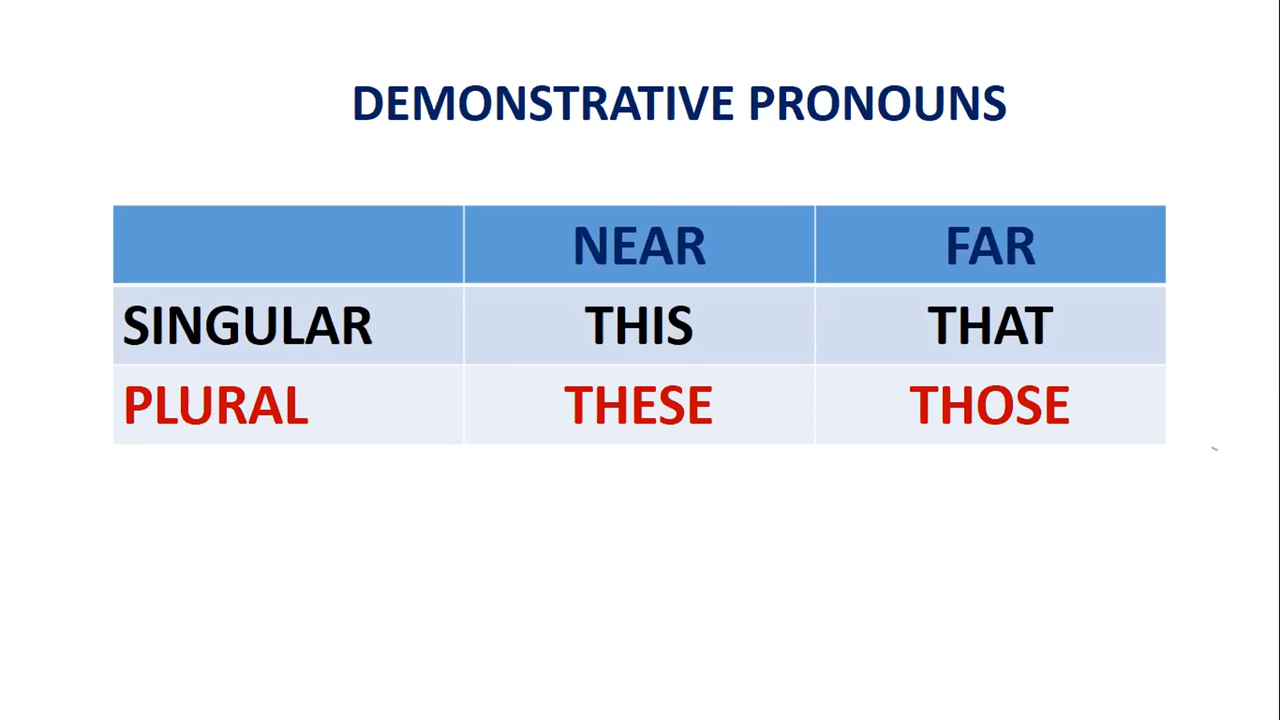 DEMONSTRATIVE PRONOUNS
NEAR FAR
SINGULAR THIS THAT
PLURAL THESE THOSE